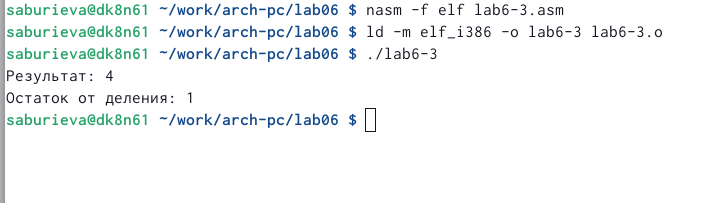 saburieva@dk8n61 ~/work/arch-pc/lab06 $ nasm -f elf lab6-3.asm
saburieva@dk8n61 ~/work/arch-pc/lab06 $ ld -m elf_i386 -o lab6-3 lab6-3.o
saburieva@dk8n61 ~/work/arch-pc/lab06 $ ./lab6-3
Результат: 4
Остаток от деления: 1
saburieva@dk8n61 ~/work/arch-pc/lab06 $